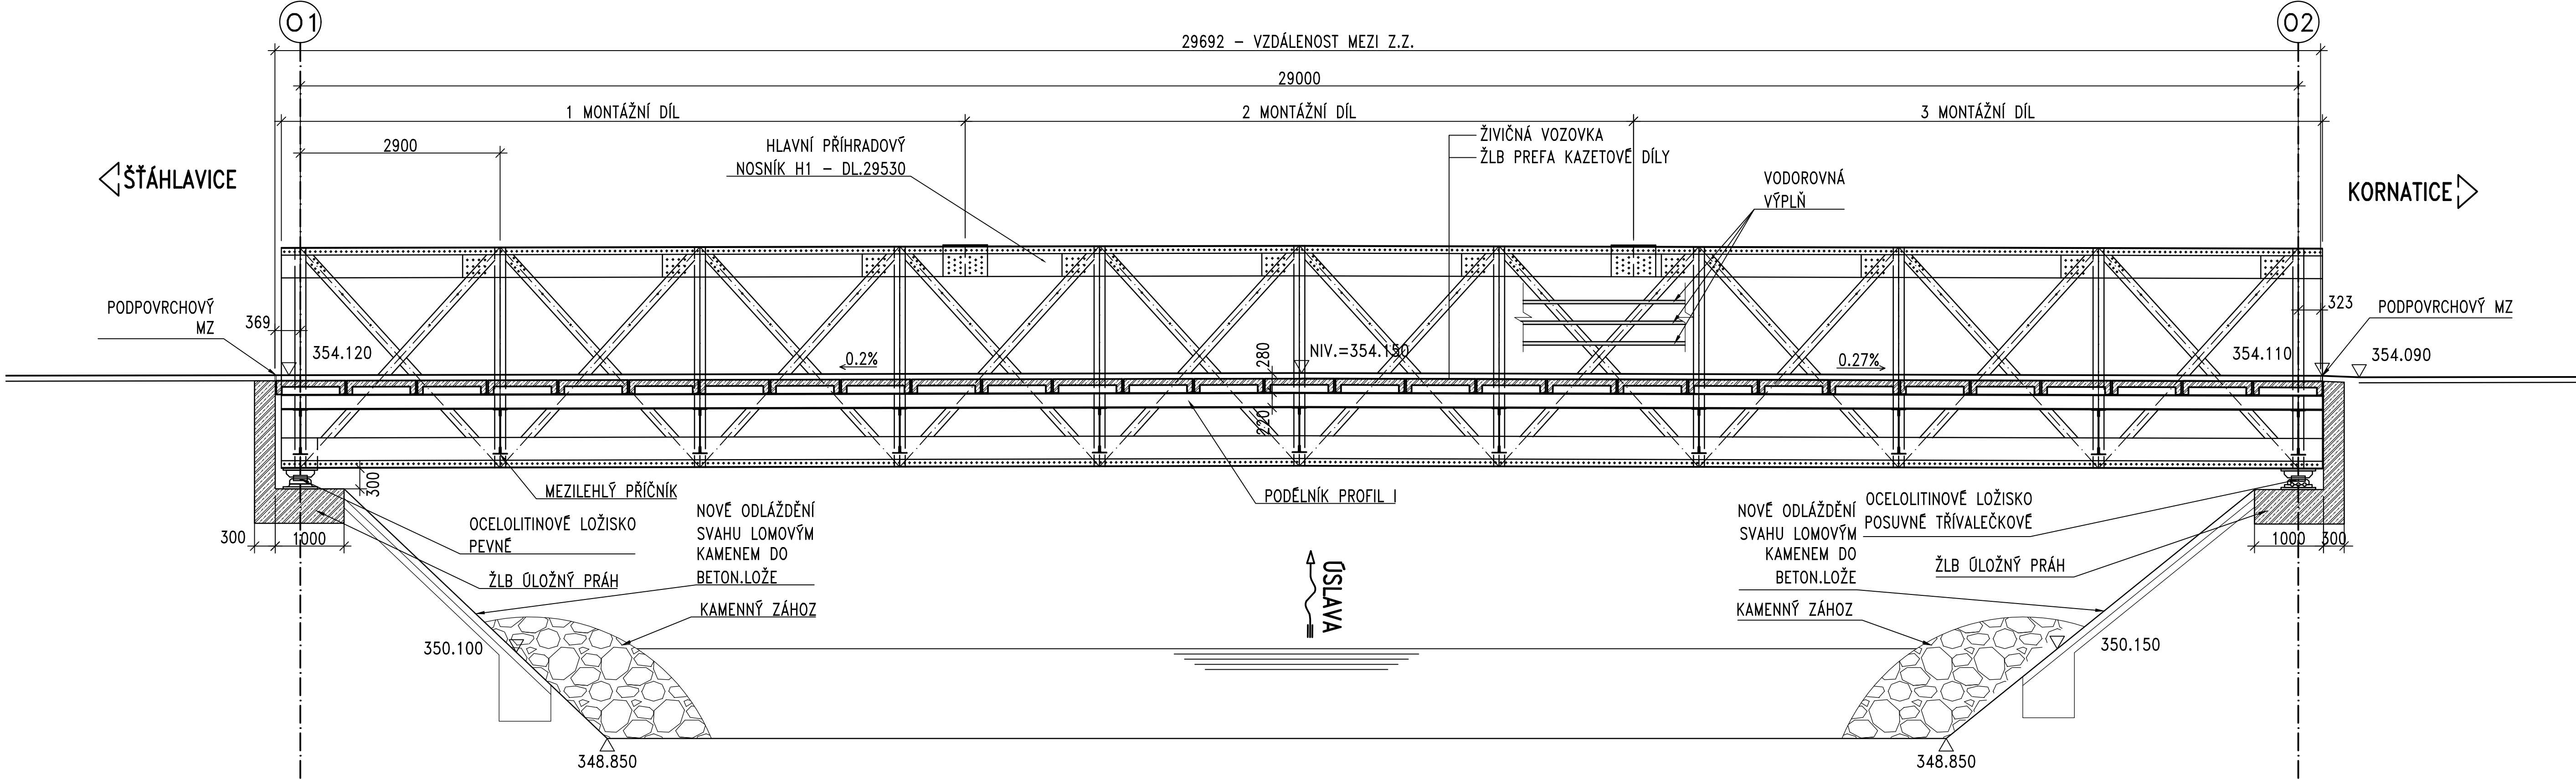 O1
O2
29692 – VZDÁLENOST MEZI Z.Z.
29000
1 MONTÁŽNÍ DÍL
2 MONTÁŽNÍ DÍL
3 MONTÁŽNÍ DÍL
2900
HLAVNÍ PŘÍHRADOVÝ
NOSNÍK H1 – DL.29530
ŽIVIČNÁ VOZOVKA
ŽLB PREFA KAZETOVÉ DÍLY
VODOROVNÁ
VÝPLŇ
ŠŤÁHLAVICE
KORNATICE
PODPOVRCHOVÝ
MZ
369
354.120
0.2%
280
NIV.=354.150
0.27%
354.110
323
PODPOVRCHOVÝ MZ
354.090
220
300
MEZILEHLÝ PŘÍČNÍK
PODÉLNÍK PROFIL I
300
1000
OCELOLITINOVÉ LOŽISKO
PEVNÉ
ŽLB ÚLOŽNÝ PRÁH
NOVÉ ODLÁŽDĚNÍ
SVAHU LOMOVÝM
KAMENEM DO
BETON.LOŽE
KAMENNÝ ZÁHOZ
350.100
348.850
ÚSLAVA
NOVÉ ODLÁŽDĚNÍ
SVAHU LOMOVÝM
KAMENEM DO
BETON.LOŽE
KAMENNÝ ZÁHOZ
OCELOLITINOVÉ LOŽISKO
POSUVNÉ TŘÍVALEČKOVÉ
ŽLB ÚLOŽNÝ PRÁH
1000
300
350.150
348.850